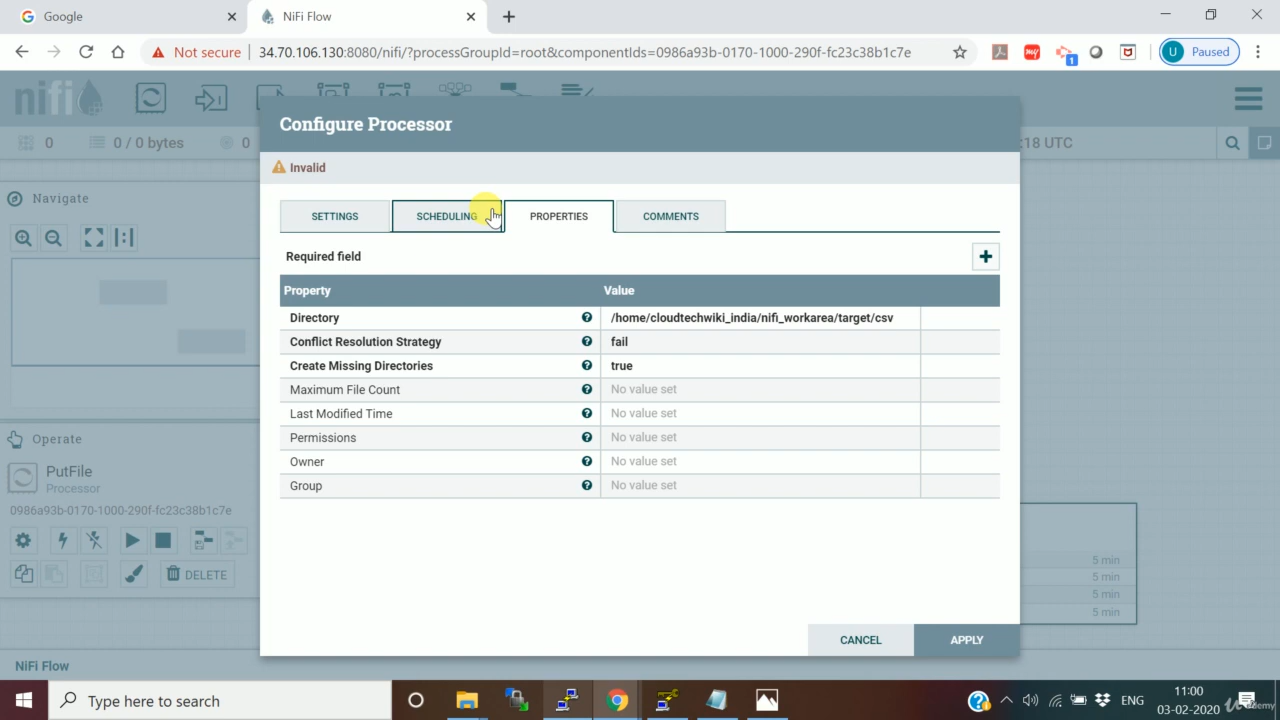 Google
NiFi Flow
Not secure
34.70.106.130:8080/nifi/?processGroupId=root&componentIds=0986a93b-0170-1000-290f-fc23c38b1c7e
1
U Paused
nifi
0
0 / 0 bytes
0
:18 UTC
Configure Processor
Invalid
SETTINGS
SCHEDULING
PROPERTIES
COMMENTS
Required field
Property Value
Directory /home/cloudtechwiki_india/nifi_workarea/target/csv
Conflict Resolution Strategy fail
Create Missing Directories true
Maximum File Count No value set
Last Modified Time No value set
Permissions No value set
Owner No value set
Group No value set
CANCEL
APPLY
Navigate
Operate
PutFile
Processor
0986a93b-0170-1000-290f-fc23c38b1c7e
DELETE
5 min
5 min
5 min
5 min
NiFi Flow
Type here to search
ENG
11:00
03-02-2020
Udemy